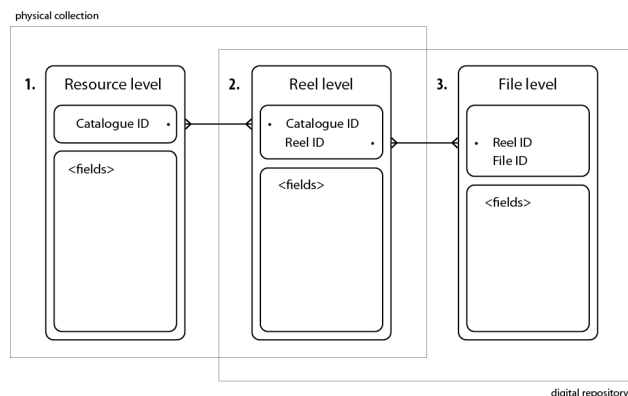 physical collection
1. Resource level
Catalogue ID
<fields>
2. Reel level
Catalogue ID
Reel ID
<fields>
3. File level
Reel ID
File ID
<fields>
digital repository